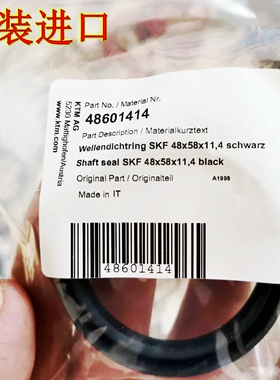 装进口
KTM AG
5230 Mattighofen/Austria
www.ktm.com
Part No. / Material Nr.
48601414
Part Description / Materialkurztext
Wellendichtring SKF 48x58x11,4 schwarz
Shaft seal SKF 48x58x11,4 black
Original Part / Originalteil
A1998
Made in IT
48601414